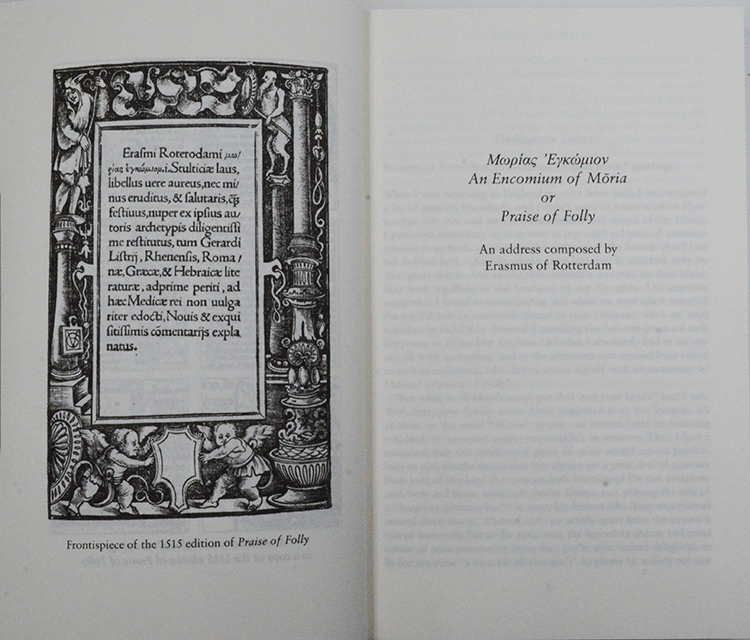 Erasmi Roterodami μω/
ρίας ἐγκώμιον.i. Stulticiæ laus,
libellus uere aureus, nec mi
nus eruditus, & salutaris, q̃
festiuus, nuper ex ipsius au/
toris archetypis diligentissi
me restitutus, tum Gerardi
Listrij, Rhenensis, Roma/
næ, Græcæ, & Hebraicæ lite
raturæ, adprime periti, ad
hæc Medicæ rei non uulga
riter edocti, Nouis & exqui
sitissimis cōmentarijs expla
natus.
Frontispiece of the 1515 edition of Praise of Folly
Μωρίας Ἐγκώμιον
An Encomium of Mōria
or
Praise of Folly
An address composed by
Erasmus of Rotterdam